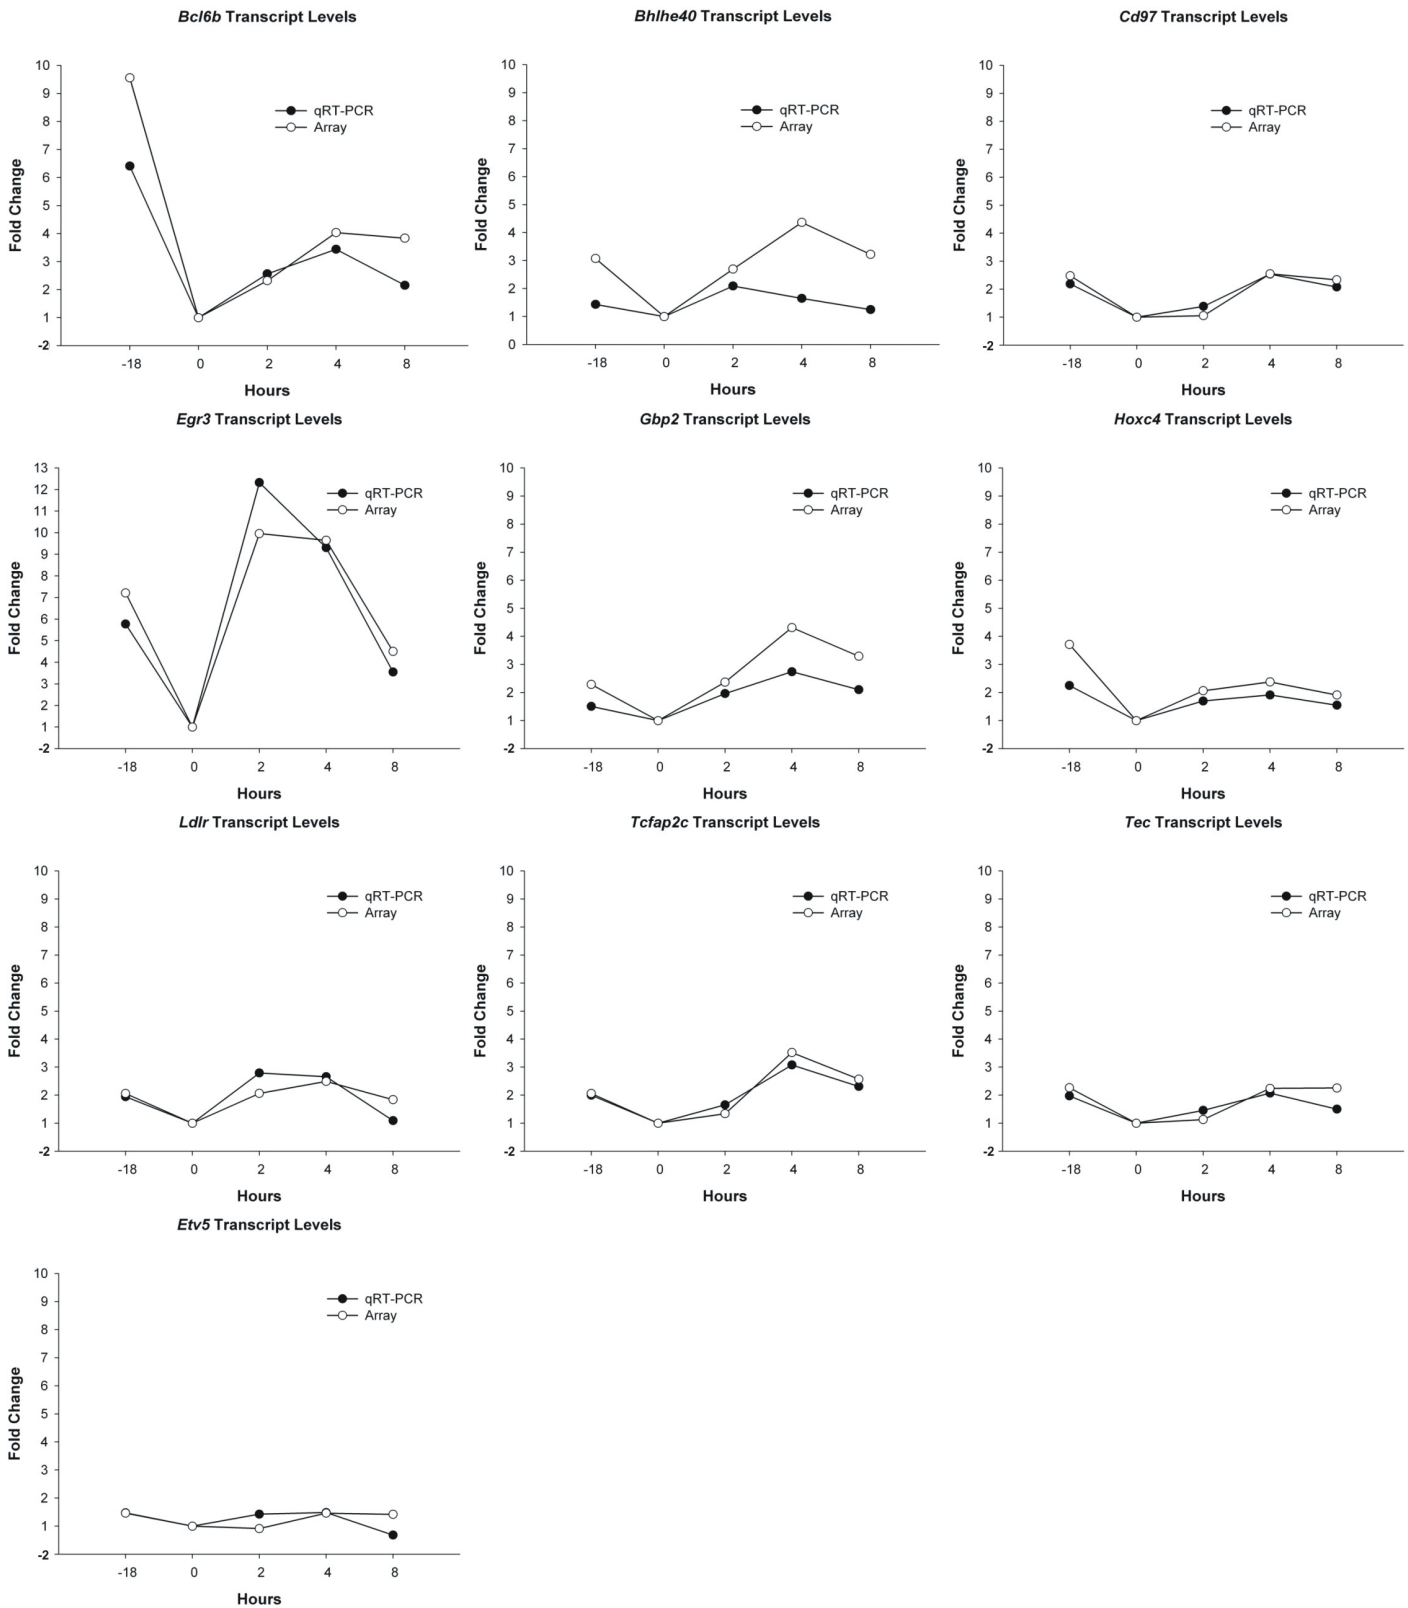 Bcl6b Transcript Levels
10
9
8
7
6
5
4
3
2
1
-2
Fold Change
qRT-PCR
Array
-18 0 2 4 8
Hours
Bhlhe40 Transcript Levels
10
9
8
7
6
5
4
3
2
1
0
Fold Change
qRT-PCR
Array
-18 0 2 4 8
Hours
Cd97 Transcript Levels
10
9
8
7
6
5
4
3
2
1
-2
Fold Change
qRT-PCR
Array
-18 0 2 4 8
Hours
Egr3 Transcript Levels
13
12
11
10
9
8
7
6
5
4
3
2
1
-2
Fold Change
qRT-PCR
Array
-18 0 2 4 8
Hours
Gbp2 Transcript Levels
10
9
8
7
6
5
4
3
2
1
-2
Fold Change
qRT-PCR
Array
-18 0 2 4 8
Hours
Hoxc4 Transcript Levels
10
9
8
7
6
5
4
3
2
1
-2
Fold Change
qRT-PCR
Array
-18 0 2 4 8
Hours
Ldlr Transcript Levels
10
9
8
7
6
5
4
3
2
1
-2
Fold Change
qRT-PCR
Array
-18 0 2 4 8
Hours
Tcfap2c Transcript Levels
10
9
8
7
6
5
4
3
2
1
-2
Fold Change
qRT-PCR
Array
-18 0 2 4 8
Hours
Tec Transcript Levels
10
9
8
7
6
5
4
3
2
1
-2
Fold Change
qRT-PCR
Array
-18 0 2 4 8
Hours
Etv5 Transcript Levels
10
9
8
7
6
5
4
3
2
1
-2
Fold Change
qRT-PCR
Array
-18 0 2 4 8
Hours